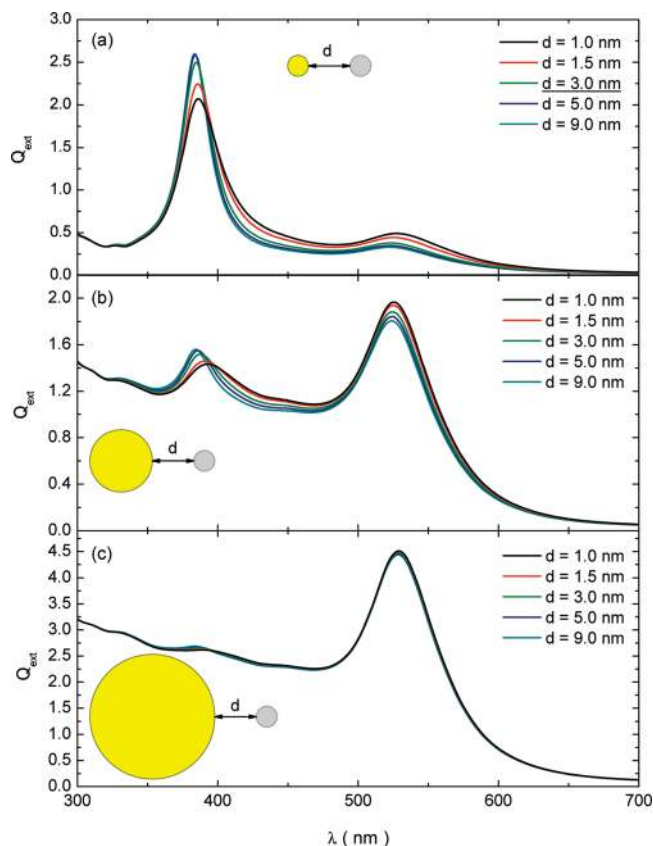 (a)
d
d = 1.0 nm
d = 1.5 nm
d = 3.0 nm
d = 5.0 nm
d = 9.0 nm
3.0
2.5
2.0
1.5
1.0
0.5
0.0
Q_ext
(b)
d
d = 1.0 nm
d = 1.5 nm
d = 3.0 nm
d = 5.0 nm
d = 9.0 nm
2.0
1.6
1.2
0.8
0.4
0.0
Q_ext
(c)
d
d = 1.0 nm
d = 1.5 nm
d = 3.0 nm
d = 5.0 nm
d = 9.0 nm
4.5
4.0
3.5
3.0
2.5
2.0
1.5
1.0
0.5
0.0
Q_ext
300 400 500 600 700
λ ( nm )